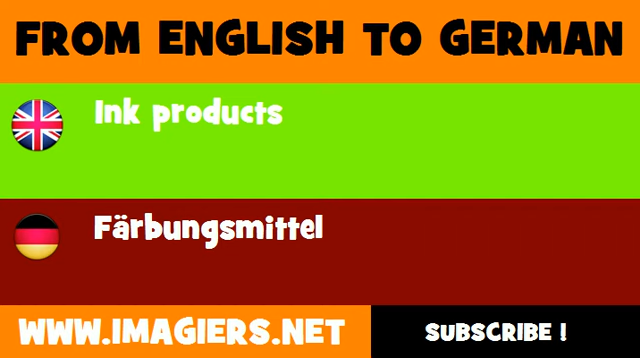 FROM ENGLISH TO GERMAN
Ink products
Färbungsmittel
WWW.IMAGIERS.NET
SUBSCRIBE !